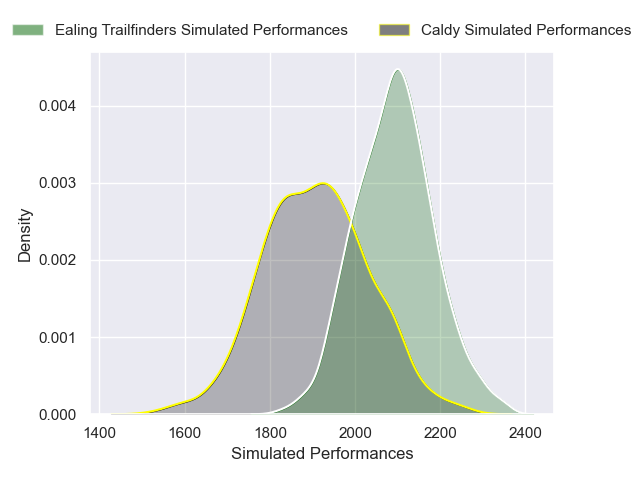 Ealing Trailfinders Simulated Performances
Caldy Simulated Performances
0.004
0.003
0.002
0.001
0.000
Density
1400 1600 1800 2000 2200 2400
Simulated Performances